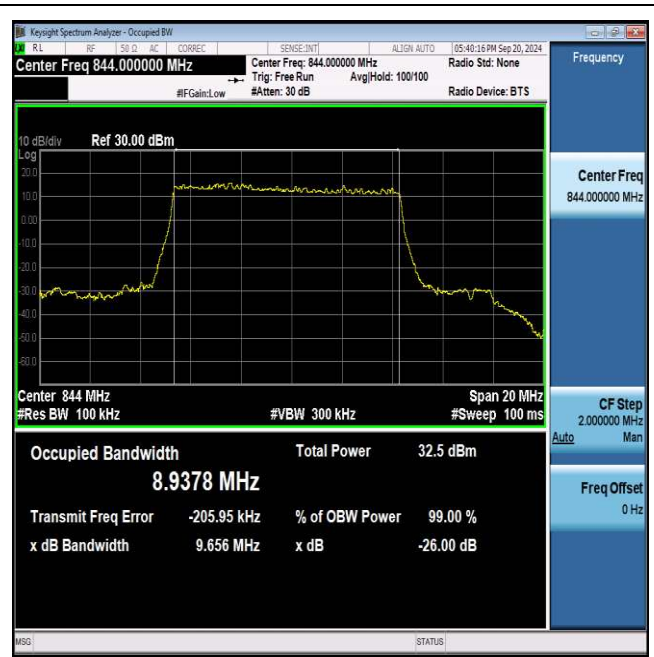 Keysight Spectrum Analyzer - Occupied BW
RL RF 50 Ω AC CORREC SENSE:INT ALIGN AUTO 05:40:16 PM Sep 20, 2024
Center Freq 844.000000 MHz
Center Freq: 844.000000 MHz Radio Std: None
Trig: Free Run Avg|Hold: 100/100
#IFGain:Low #Atten: 30 dB Radio Device: BTS
10 dB/div Ref 30.00 dBm
Log
20.0
10.0
0.00
-10.0
-20.0
-30.0
-40.0
-50.0
-60.0
Center 844 MHz Span 20 MHz
#Res BW 100 kHz #VBW 300 kHz #Sweep 100 ms
Occupied Bandwidth Total Power 32.5 dBm
8.9378 MHz
Transmit Freq Error -205.95 kHz % of OBW Power 99.00 %
x dB Bandwidth 9.656 MHz x dB -26.00 dB
MSG STATUS
Frequency
Center Freq
844.000000 MHz
CF Step
2.000000 MHz
Auto Man
Freq Offset
0 Hz